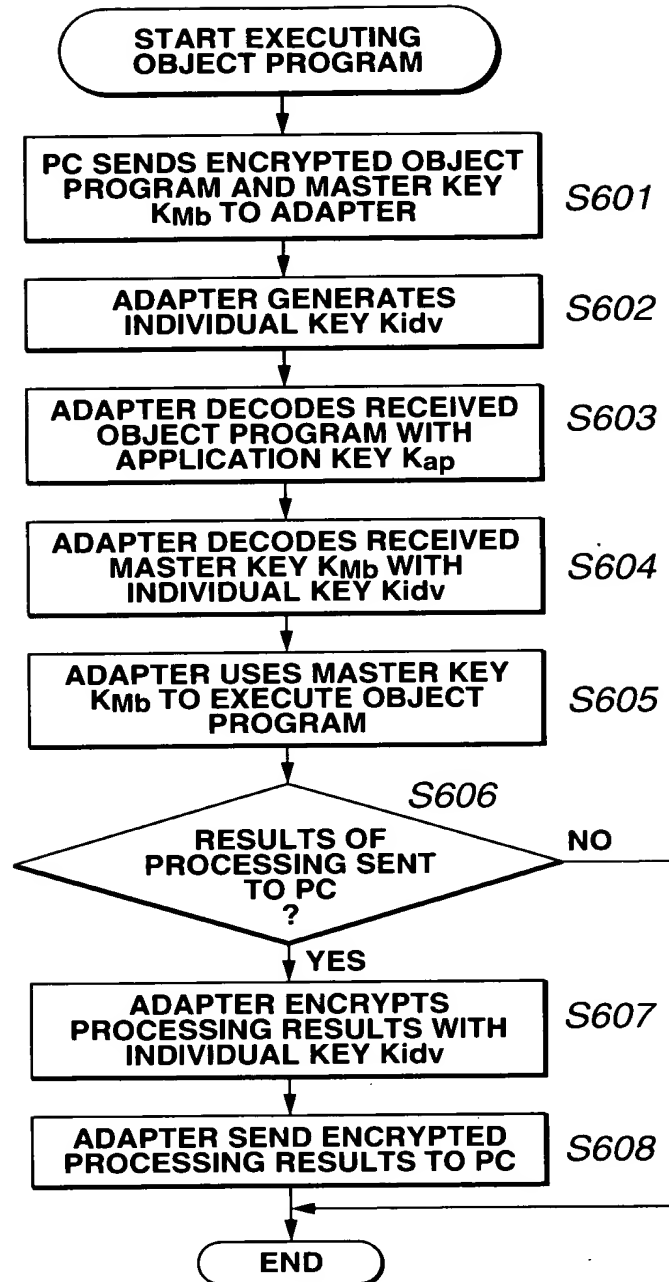 START EXECUTING
OBJECT PROGRAM
PC SENDS ENCRYPTED OBJECT
PROGRAM AND MASTER KEY
KMb TO ADAPTER
S601
ADAPTER GENERATES
INDIVIDUAL KEY Kidv
S602
ADAPTER DECODES RECEIVED
OBJECT PROGRAM WITH
APPLICATION KEY Kap
S603
ADAPTER DECODES RECEIVED
MASTER KEY KMb WITH
INDIVIDUAL KEY Kidv
S604
ADAPTER USES MASTER KEY
KMb TO EXECUTE OBJECT
PROGRAM
S605
S606
RESULTS OF
PROCESSING SENT
TO PC
?
NO
YES
ADAPTER ENCRYPTS
PROCESSING RESULTS WITH
INDIVIDUAL KEY Kidv
S607
ADAPTER SEND ENCRYPTED
PROCESSING RESULTS TO PC
S608
END